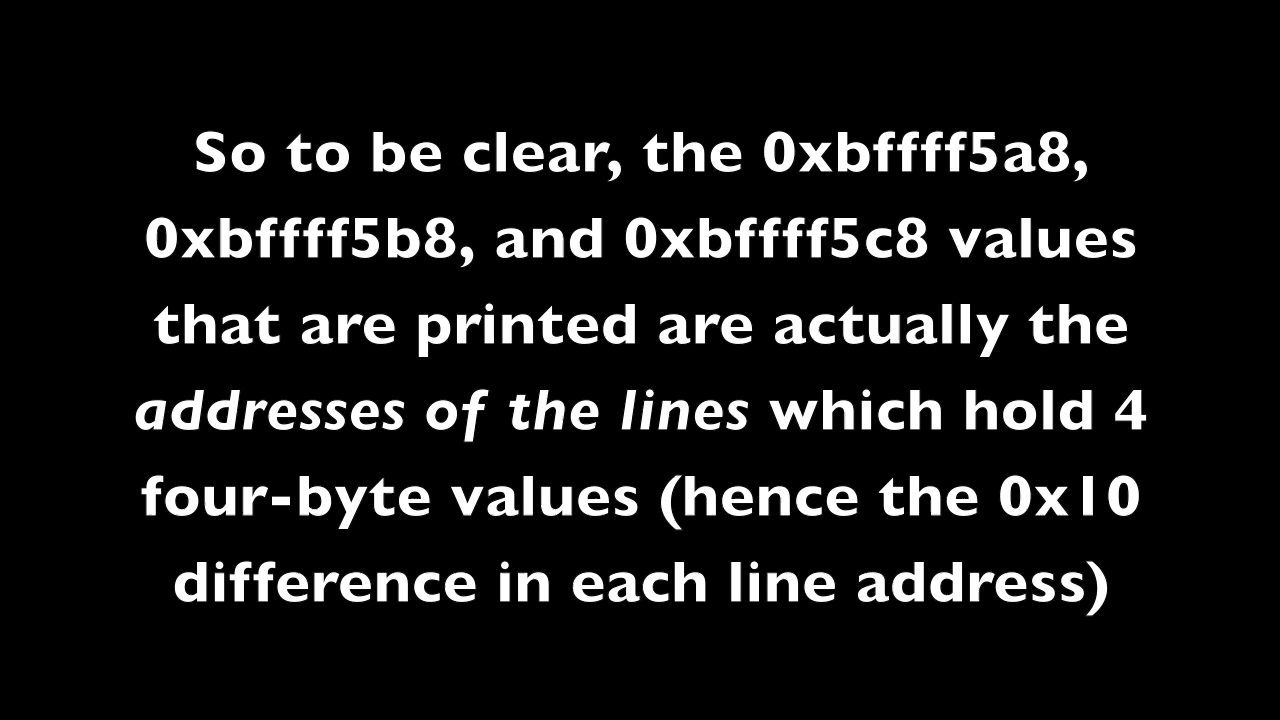 So to be clear, the 0xbffff5a8,
0xbffff5b8, and 0xbffff5c8 values
that are printed are actually the
addresses of the lines which hold 4
four-byte values (hence the 0x10
difference in each line address)